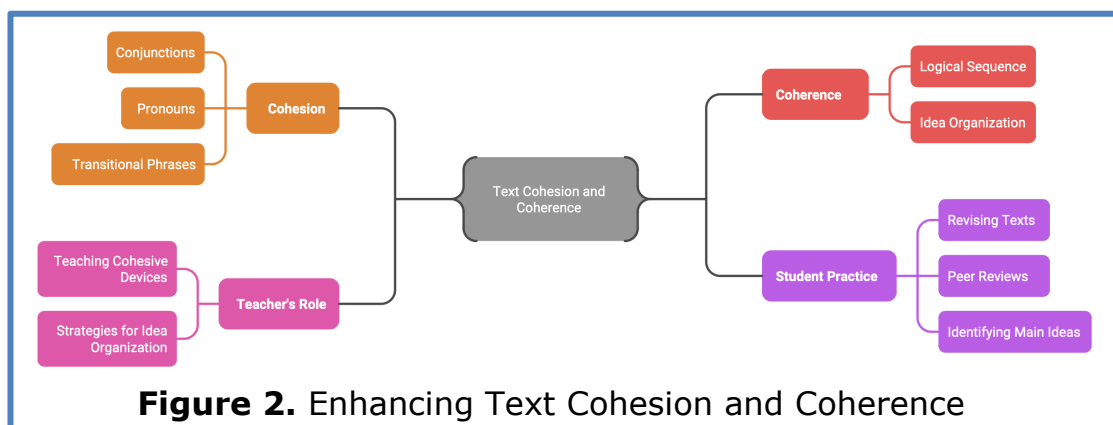 Conjunctions
Pronouns
Transitional Phrases
Cohesion
Teaching Cohesive
Devices
Strategies for Idea
Organization
Teacher's Role
Text Cohesion and
Coherence
Coherence
Logical Sequence
Idea Organization
Student Practice
Revising Texts
Peer Reviews
Identifying Main Ideas
Figure 2. Enhancing Text Cohesion and Coherence